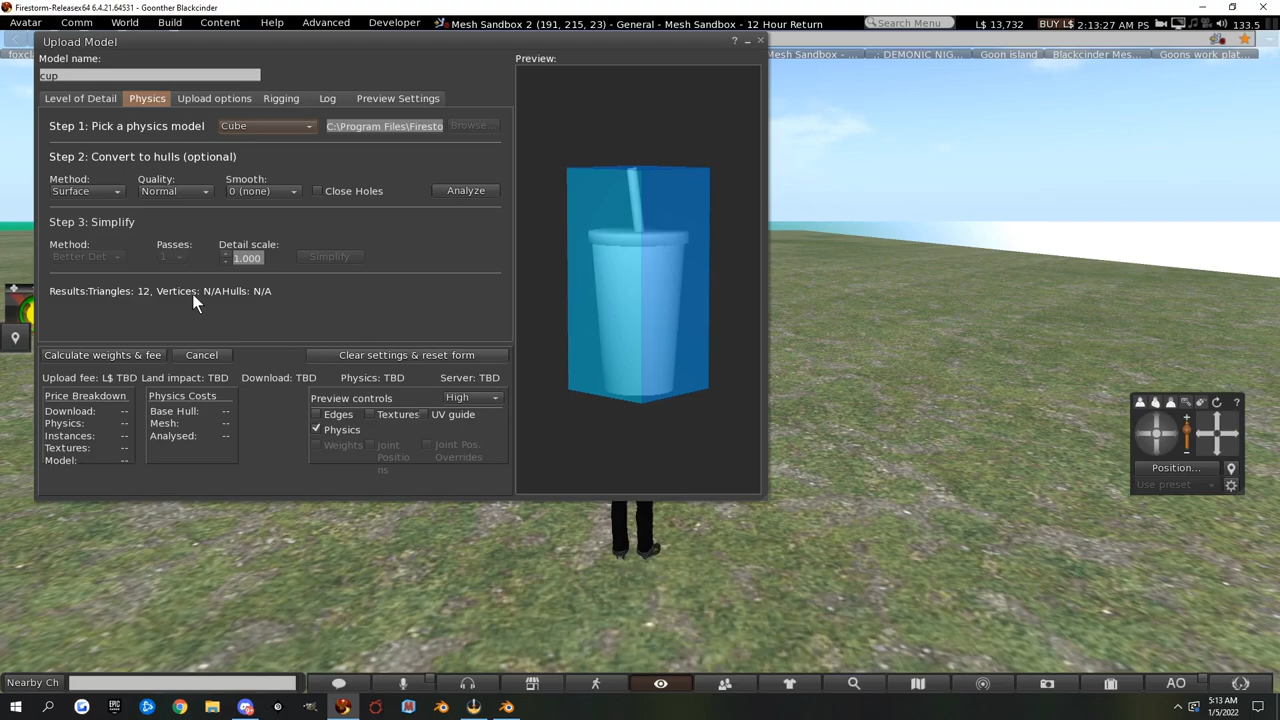 Firestorm-Releasex64 6.4.21.64531 - Goonther Blackcinder
Avatar Comm World Build Content Help Advanced Developer Mesh Sandbox 2 (191, 215, 23) - General - Mesh Sandbox - 12 Hour Return Search Menu L$ 13,732 BUY L$ 2:13:27 AM PS 133.5
Upload Model ? _ ×
foxcl Mesh Sandbox - ... .: DEMONIC NIG... Goon island Blackcinder Mes... Goons work plat...
Model name: Preview:
cup
Level of Detail Physics Upload options Rigging Log Preview Settings
Step 1: Pick a physics model Cube C:\Program Files\Firesto Browse...
Step 2: Convert to hulls (optional)
Method: Quality: Smooth:
Surface Normal 0 (none) Close Holes Analyze
Step 3: Simplify
Method: Passes: Detail scale:
Better Det 1 1.000 Simplify
Results:Triangles: 12, Vertices: N/AHulls: N/A
Calculate weights & fee Cancel Clear settings & reset form
Upload fee: L$ TBD Land impact: TBD Download: TBD Physics: TBD Server: TBD
Price Breakdown Physics Costs Preview controls High
Download: -- Base Hull: -- Edges Textures UV guide
Physics: -- Mesh: -- Physics
Instances: -- Analysed: -- Weights Joint Positions Joint Pos. Overrides
Textures: --
Model: --
?
Position...
Use preset
Nearby Ch AO
5:13 AM
1/5/2022